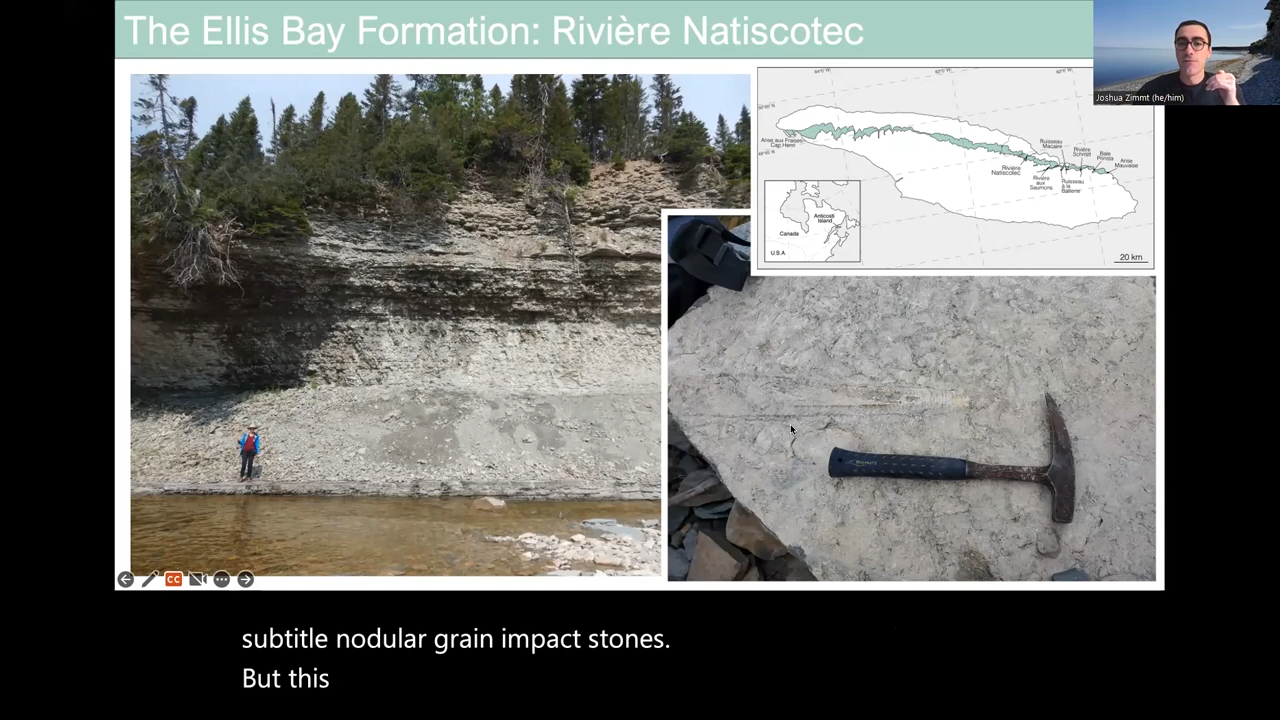 The Ellis Bay Formation: Rivière Natiscotec
Joshua Zimmt (he/him)
Anse aux Fraises
Cap Henri
Rivière
Natiscotec
Ruisseau
Macaire
Rivière
Schmitt
Baie
Prinsta
Anse
Mauvaise
Rivière
aux
Saumons
Ruisseau
à la
Batterie
Anticosti
Island
Canada
U.S.A
20 km
CC
subtitle nodular grain impact stones.
But this